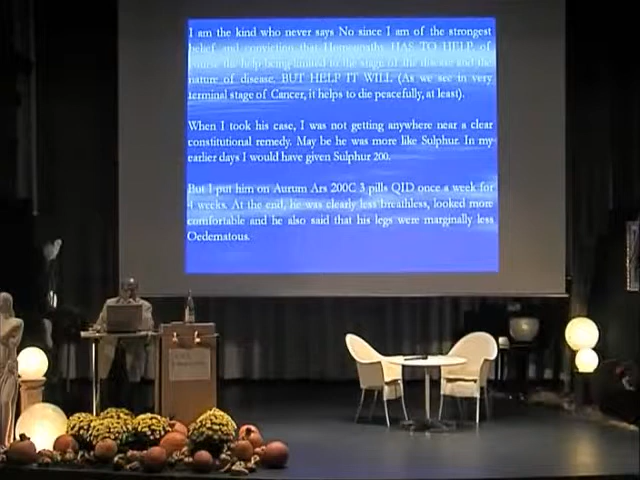 I am the kind who never says No since I am of the strongest
belief and conviction that Homeopathy HAS TO HELP, of
course the help being limited to the stage of the disease and the
nature of disease. BUT HELP IT WILL (As we see in very
terminal stage of Cancer, it helps to die peacefully, at least).
When I took his case, I was not getting anywhere near a clear
constitutional remedy. May be he was more like Sulphur. In my
earlier days I would have given Sulphur 200.
But I put him on Aurum Ars 200C 3 pills QID once a week for
4 weeks. At the end, he was clearly less breathless, looked more
comfortable and he also said that his legs were marginally less
Oedematous.